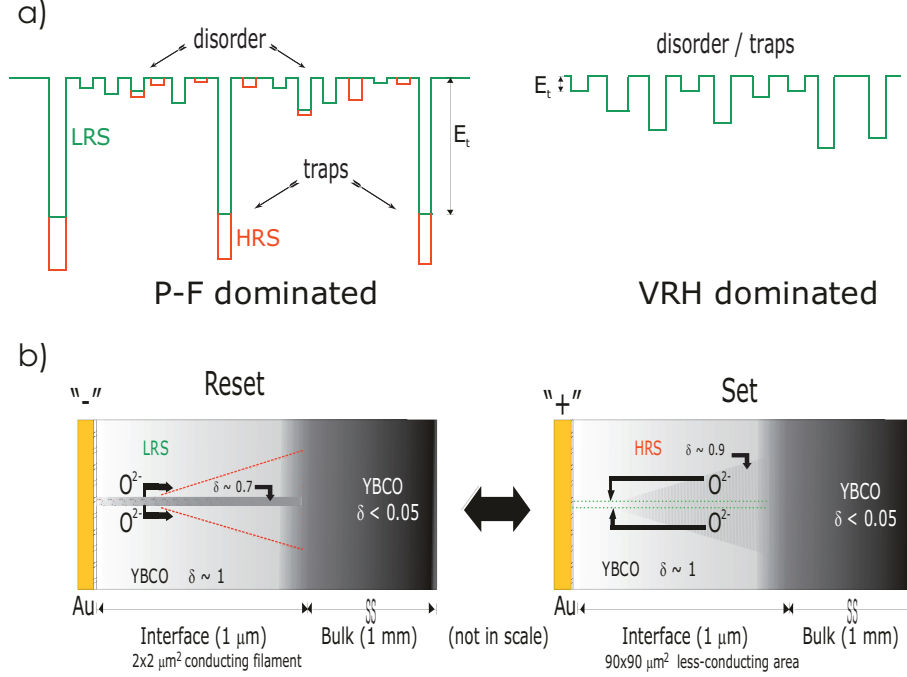 a)
disorder
disorder / traps
LRS
E_t
E_t
traps
HRS
P-F dominated
VRH dominated
b)
Reset
Set
"-"
"+"
LRS
HRS
δ ~ 0.9
O²⁻
δ ~ 0.7
O²⁻
O²⁻
O²⁻
YBCO
δ < 0.05
YBCO
δ < 0.05
YBCO δ ~ 1
YBCO δ ~ 1
Au
Au
Interface (1 μm)
Bulk (1 mm)
(not in scale)
Interface (1 μm)
Bulk (1 mm)
2x2 μm² conducting filament
90x90 μm² less-conducting area